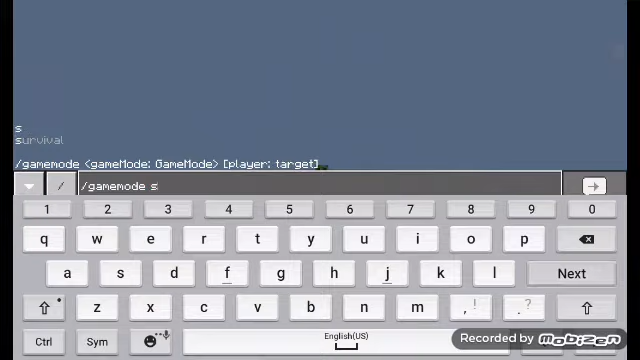 s
survival
/gamemode <gameMode: GameMode> [player: target]
/ /gamemode s
1 2 3 4 5 6 7 8 9 0
q w e r t y u i o p
a s d f g h j k l Next
z x c v b n m , ! . ?
Ctrl Sym English(US)
Recorded by mobizen